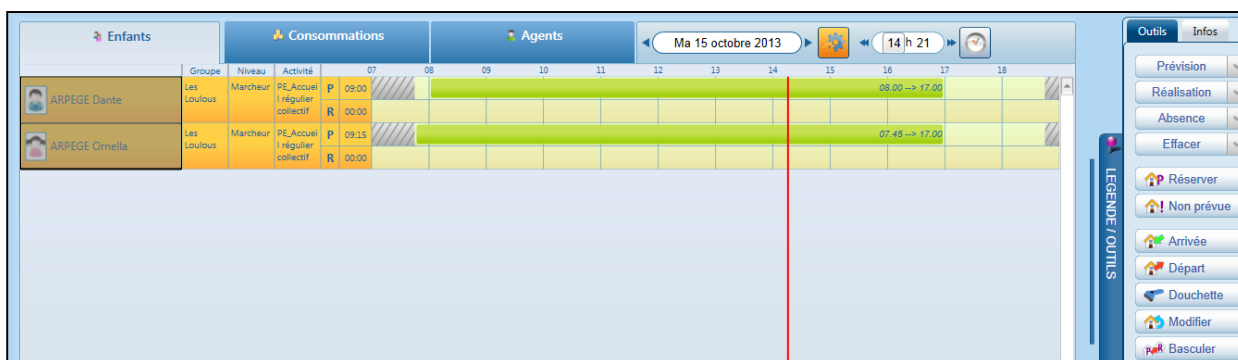 Enfants
Consommations
Agents
Ma 15 octobre 2013
14 h 21
Outils
Infos
Groupe Niveau Activité 07 08 09 10 11 12 13 14 15 16 17 18
ARPEGE Dante
Les Loulous
Marcheur
PE_Accuei
l régulier
collectif
P 09:00
R 00:00
08.00 --> 17.00
ARPEGE Ornella
Les Loulous
Marcheur
PE_Accuei
l régulier
collectif
P 09:15
R 00:00
07.45 --> 17.00
LEGENDE / OUTILS
Prévision
Réalisation
Absence
Effacer
P Réserver
! Non prévue
Arrivée
Départ
Douchette
Modifier
P R Basculer